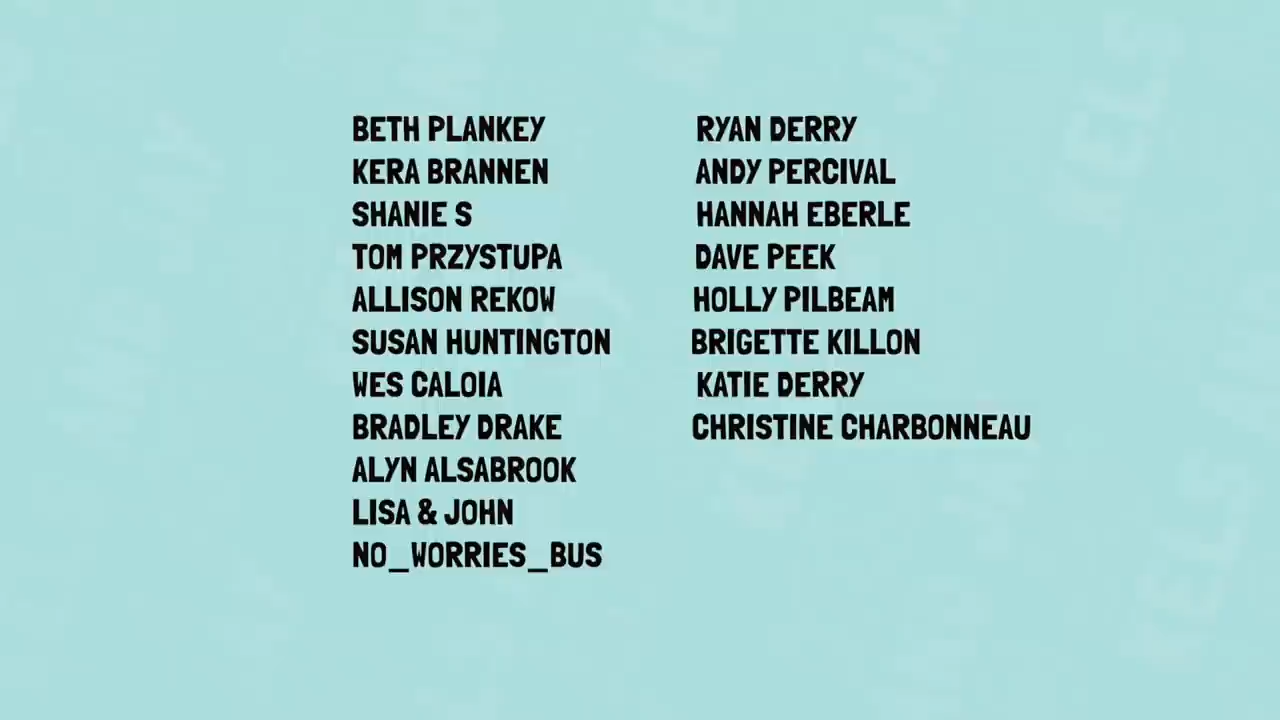 BETH PLANKEY
KERA BRANNEN
SHANIE S
TOM PRZYSTUPA
ALLISON REKOW
SUSAN HUNTINGTON
WES CALOIA
BRADLEY DRAKE
ALYN ALSABROOK
LISA & JOHN
NO_WORRIES_BUS
RYAN DERRY
ANDY PERCIVAL
HANNAH EBERLE
DAVE PEEK
HOLLY PILBEAM
BRIGETTE KILLON
KATIE DERRY
CHRISTINE CHARBONNEAU